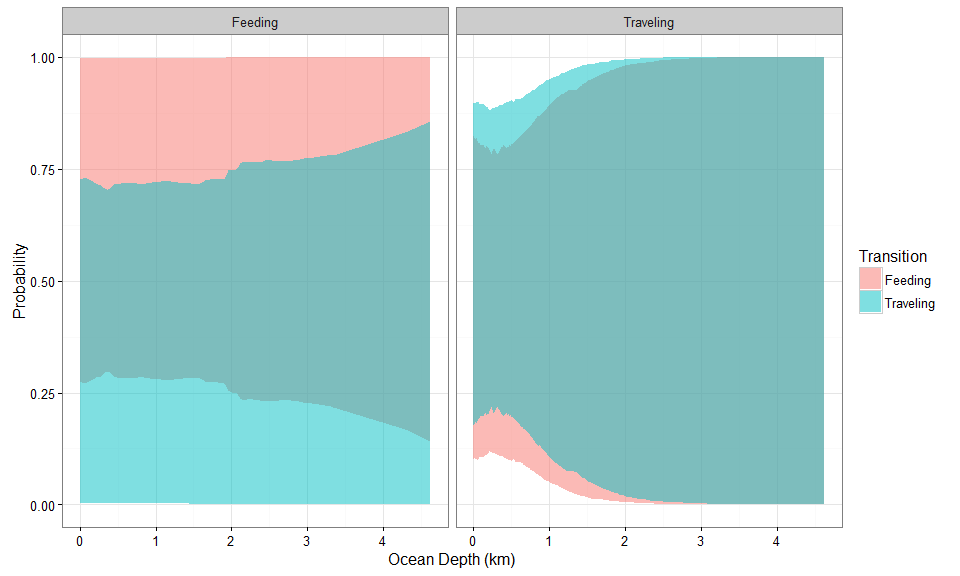 Feeding
Traveling
1.00
0.75
0.50
0.25
0.00
Probability
0 1 2 3 4
0 1 2 3 4
Ocean Depth (km)
Transition
Feeding
Traveling